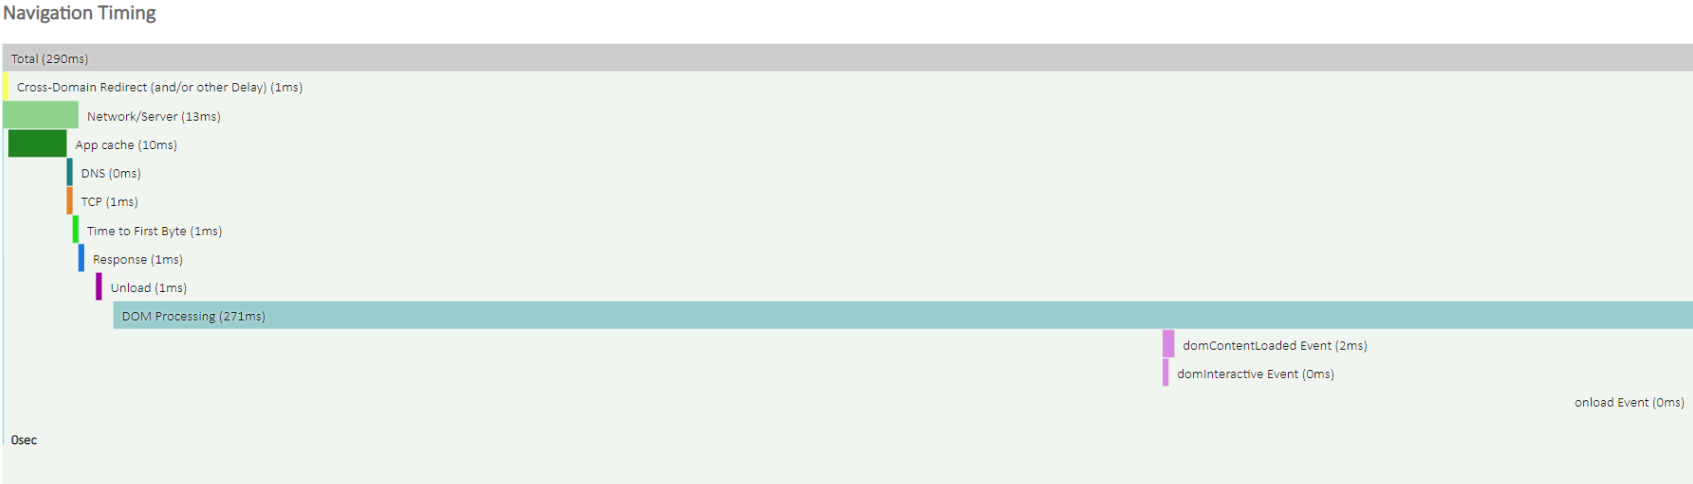 Navigation Timing
Total (290ms)
Cross-Domain Redirect (and/or other Delay) (1ms)
Network/Server (13ms)
App cache (10ms)
DNS (0ms)
TCP (1ms)
Time to First Byte (1ms)
Response (1ms)
Unload (1ms)
DOM Processing (271ms)
domContentLoaded Event (2ms)
domInteractive Event (0ms)
onload Event (0ms)
0sec